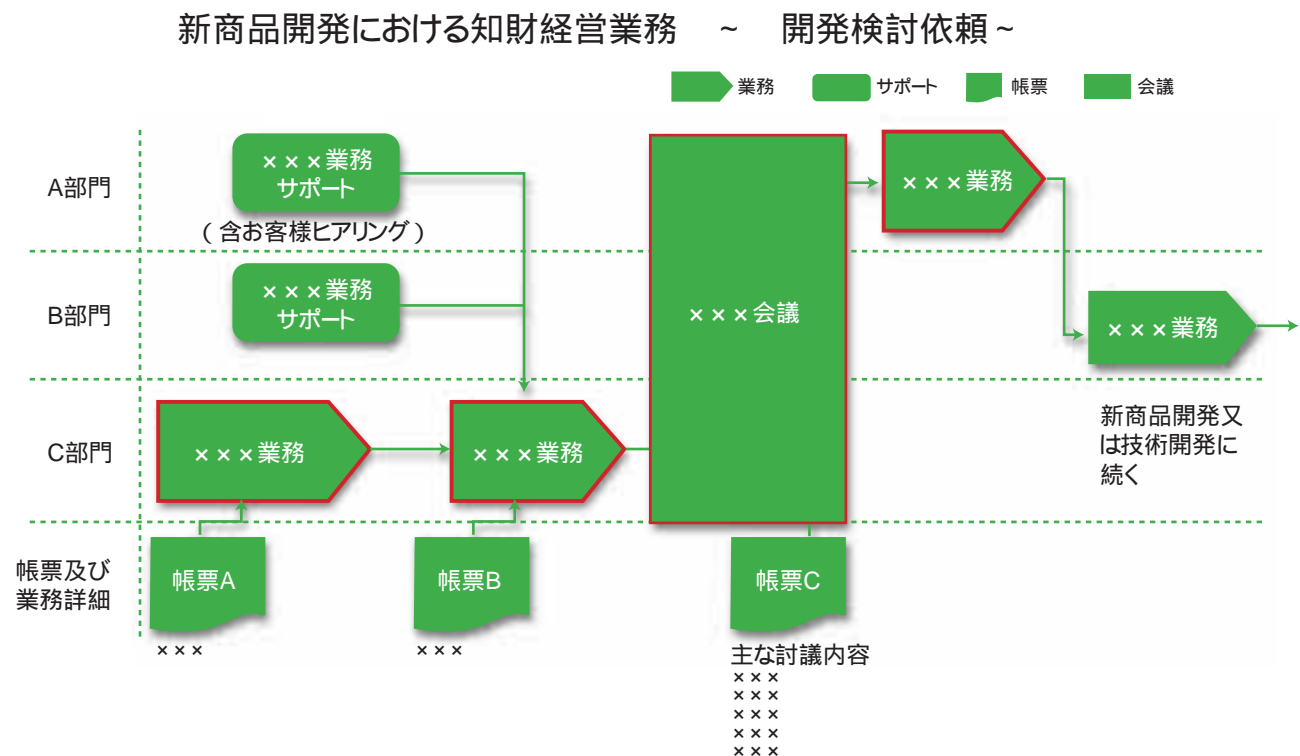 新商品開発における知財経営業務 ~ 開発検討依頼 ~
業務 サポート 帳票 会議
A部門
×××業務
サポート
(含お客様ヒアリング)
×××業務
B部門
×××業務
サポート
×××会議
×××業務
C部門
×××業務
×××業務
新商品開発又
は技術開発に
続く
帳票及び
業務詳細
帳票A
×××
帳票B
×××
帳票C
主な討議内容
×××
×××
×××
×××